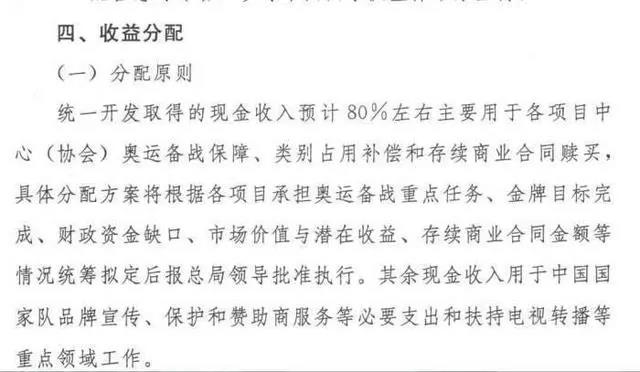 四、收益分配
（一）分配原则
统一开发取得的现金收入预计 80%左右主要用于各项目中
心（协会）奥运备战保障、类别占用补偿和存续商业合同赎买，
具体分配方案将根据各项目承担奥运备战重点任务、金牌目标完
成、财政资金缺口、市场价值与潜在收益、存续商业合同金额等
情况统筹拟定后报总局领导批准执行。其余现金收入用于中国国
家队品牌宣传、保护和赞助商服务等必要支出和扶持电视转播等
重点领域工作。